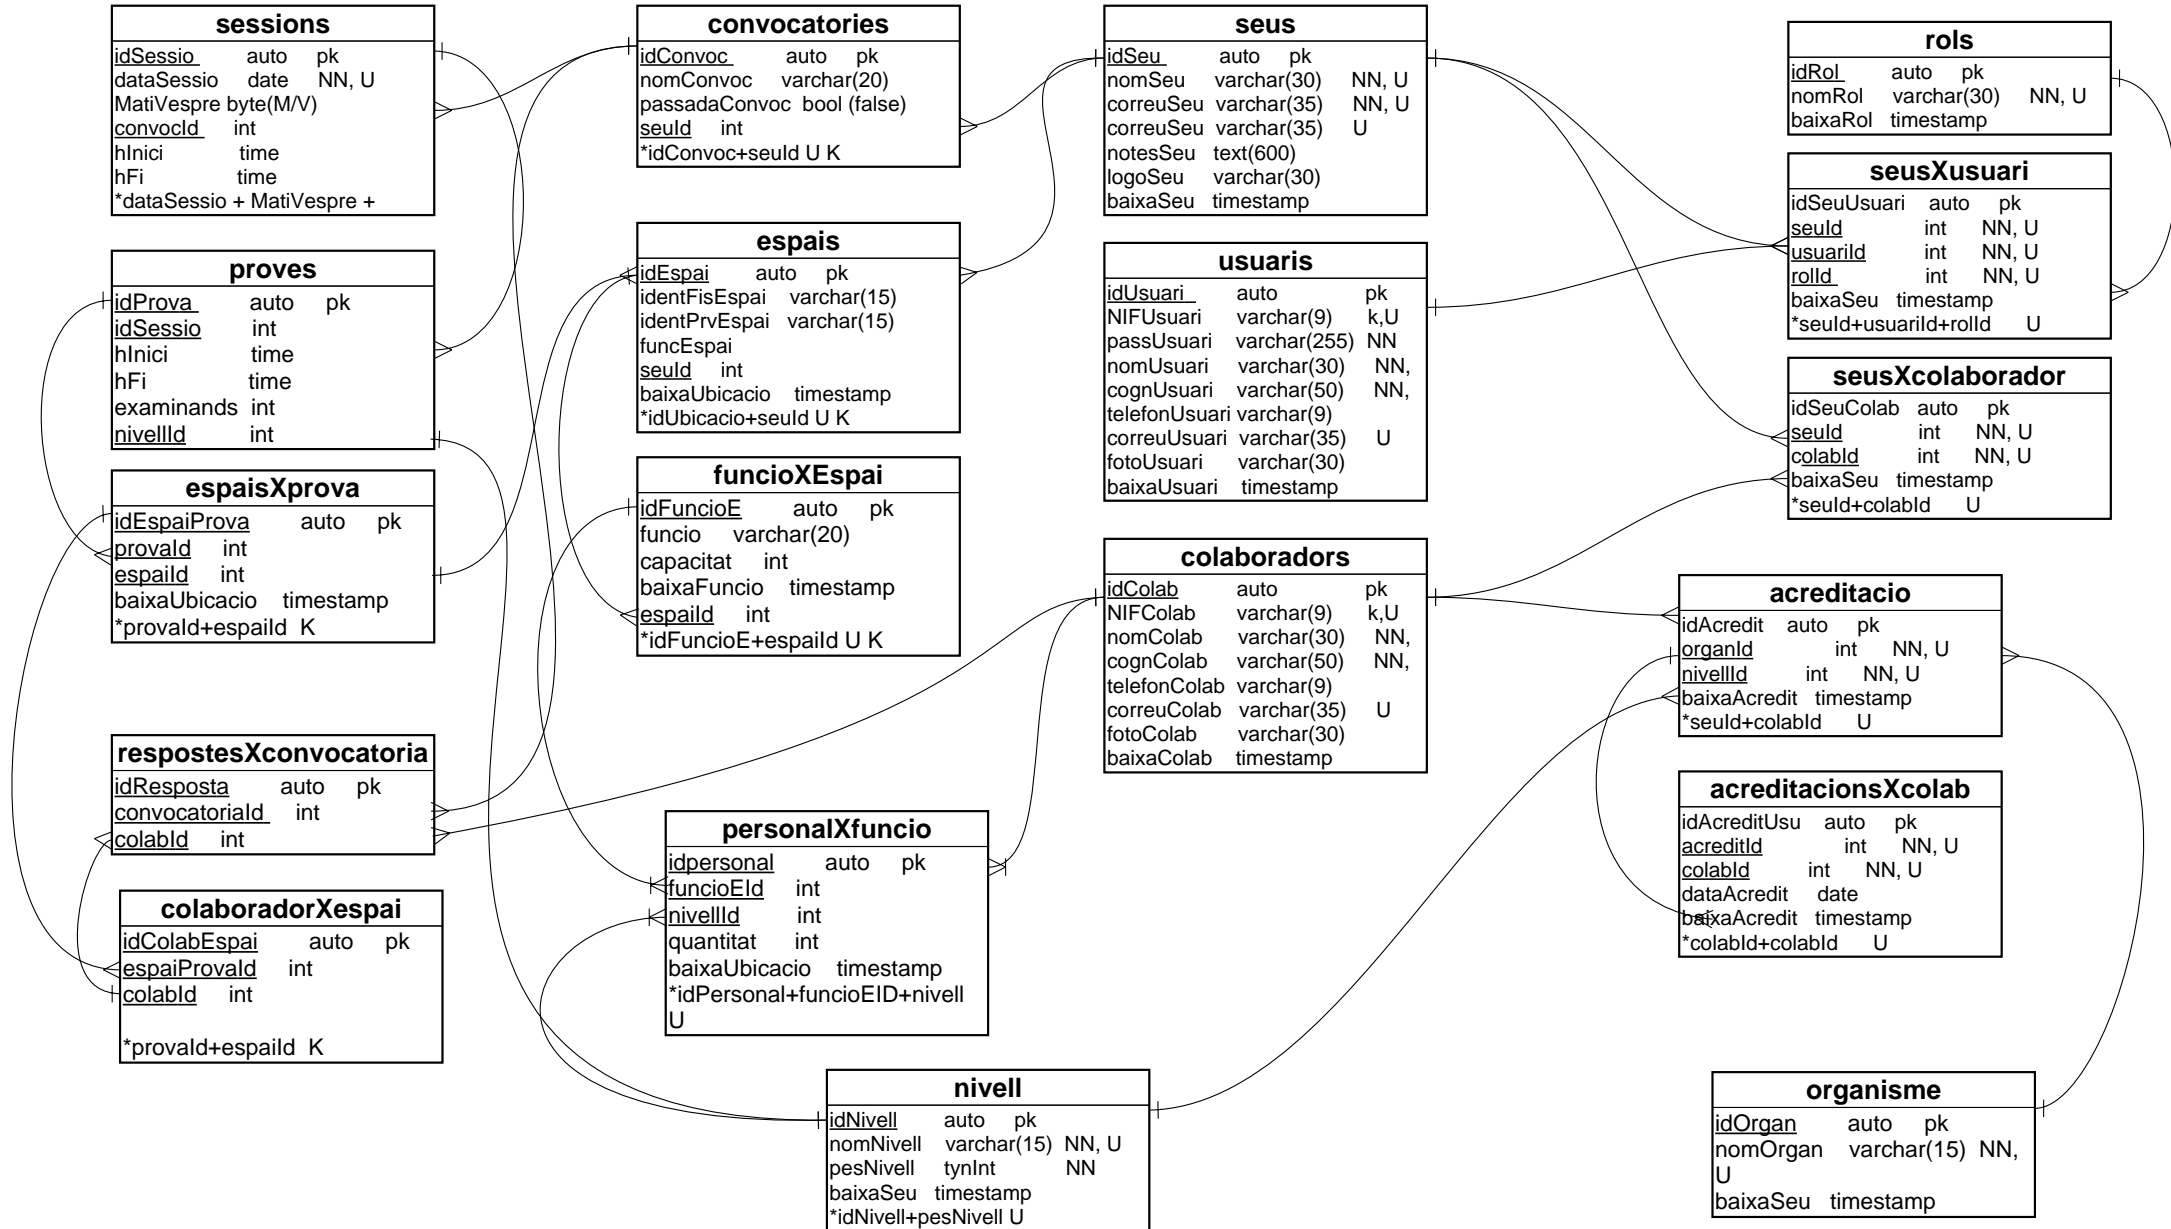 sessions
idSessio auto pk
dataSessio date NN, U
MatiVespre byte(M/V)
convocId int
hInici time
hFi time
*dataSessio + MatiVespre +
proves
idProva auto pk
idSessio int
hInici time
hFi time
examinands int
nivellId int
espaisXprova
idEspaiProva auto pk
provaId int
espaiId int
baixaUbicacio timestamp
*provaId+espaiId K
respostesXconvocatoria
idResposta auto pk
convocatoriaId int
colabId int
colaboradorXespai
idColabEspai auto pk
espaiProvaId int
colabId int
*provaId+espaiId K
convocatories
idConvoc auto pk
nomConvoc varchar(20)
passadaConvoc bool (false)
seuId int
*idConvoc+seuId U K
espais
idEspai auto pk
identFisEspai varchar(15)
identPrvEspai varchar(15)
funcEspai
seuId int
baixaUbicacio timestamp
*idUbicacio+seuId U K
funcioXEspai
idFuncioE auto pk
funcio varchar(20)
capacitat int
baixaFuncio timestamp
espaiId int
*idFuncioE+espaiId U K
personalXfuncio
idpersonal auto pk
funcioEId int
nivellId int
quantitat int
baixaUbicacio timestamp
*idPersonal+funcioEID+nivell
U
nivell
idNivell auto pk
nomNivell varchar(15) NN, U
pesNivell tynInt NN
baixaSeu timestamp
*idNivell+pesNivell U
seus
idSeu auto pk
nomSeu varchar(30) NN, U
correuSeu varchar(35) NN, U
correuSeu varchar(35) U
notesSeu text(600)
logoSeu varchar(30)
baixaSeu timestamp
usuaris
idUsuari auto pk
NIFUsuari varchar(9) k,U
passUsuari varchar(255) NN
nomUsuari varchar(30) NN,
cognUsuari varchar(50) NN,
telefonUsuari varchar(9)
correuUsuari varchar(35) U
fotoUsuari varchar(30)
baixaUsuari timestamp
colaboradors
idColab auto pk
NIFColab varchar(9) k,U
nomColab varchar(30) NN,
cognColab varchar(50) NN,
telefonColab varchar(9)
correuColab varchar(35) U
fotoColab varchar(30)
baixaColab timestamp
rols
idRol auto pk
nomRol varchar(30) NN, U
baixaRol timestamp
seusXusuari
idSeuUsuari auto pk
seuId int NN, U
usuariId int NN, U
rolId int NN, U
baixaSeu timestamp
*seuId+usuariId+rolId U
seusXcolaborador
idSeuColab auto pk
seuId int NN, U
colabId int NN, U
baixaSeu timestamp
*seuId+colabId U
acreditacio
idAcredit auto pk
organId int NN, U
nivellId int NN, U
baixaAcredit timestamp
*seuId+colabId U
acreditacionsXcolab
idAcreditUsu auto pk
acreditId int NN, U
colabId int NN, U
dataAcredit date
baixaAcredit timestamp
*colabId+colabId U
organisme
idOrgan auto pk
nomOrgan varchar(15) NN,
U
baixaSeu timestamp